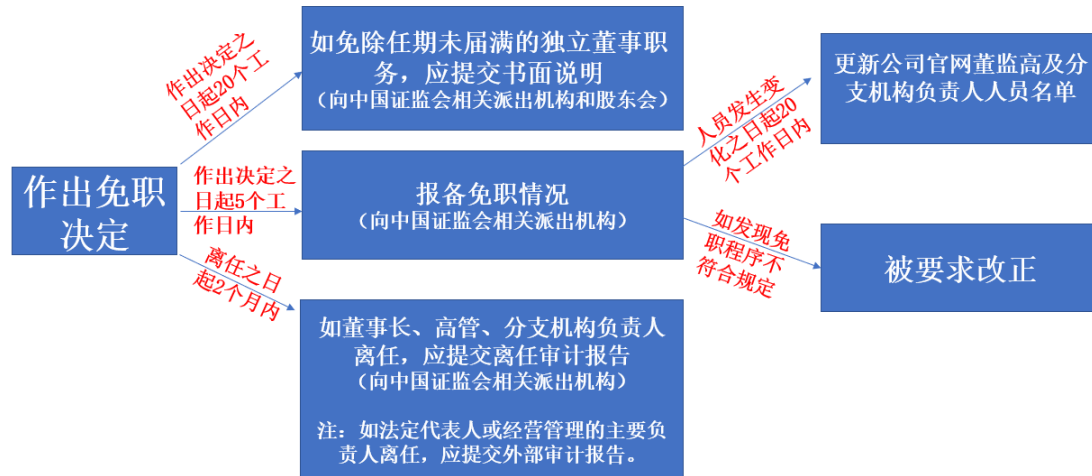 作出免职
决定
作出决定之
日起20个工
作日内
如免除任期未届满的独立董事职
务，应提交书面说明
（向中国证监会相关派出机构和股东会）
作出决定之
日起5个工
作日内
报备免职情况
（向中国证监会相关派出机构）
离任之日
起2个月内
如董事长、高管、分支机构负责人
离任，应提交离任审计报告
（向中国证监会相关派出机构）
注：如法定代表人或经营管理的主要负
责人离任，应提交外部审计报告。
人员发生变
化之日起20
个工作日内
更新公司官网董监高及分
支机构负责人人员名单
如发现免
职程序不
符合规定
被要求改正